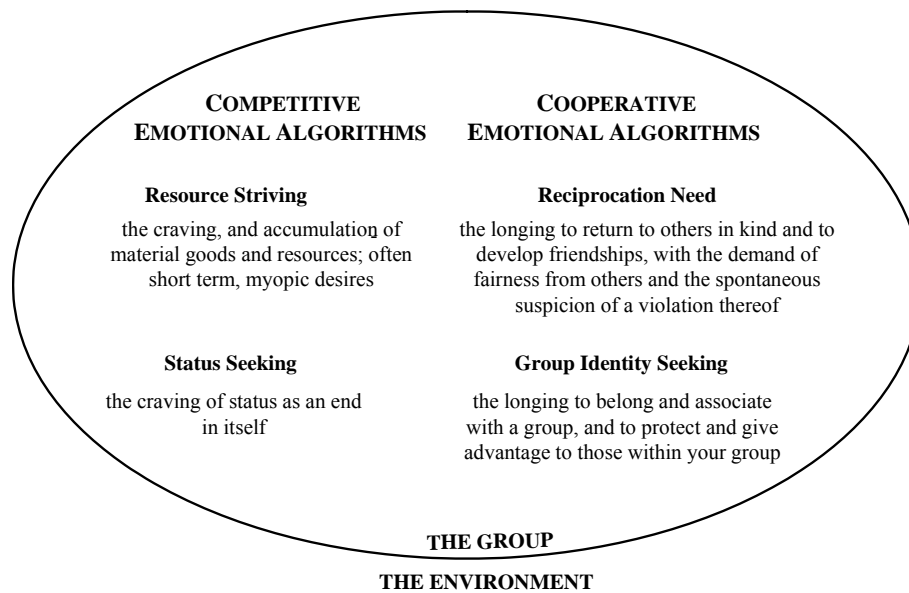 COMPETITIVE
EMOTIONAL ALGORITHMS
Resource Striving
the craving, and accumulation of
material goods and resources; often
short term, myopic desires
Status Seeking
the craving of status as an end
in itself
COOPERATIVE
EMOTIONAL ALGORITHMS
Reciprocation Need
the longing to return to others in kind and to
develop friendships, with the demand of
fairness from others and the spontaneous
suspicion of a violation thereof
Group Identity Seeking
the longing to belong and associate
with a group, and to protect and give
advantage to those within your group
THE GROUP
THE ENVIRONMENT